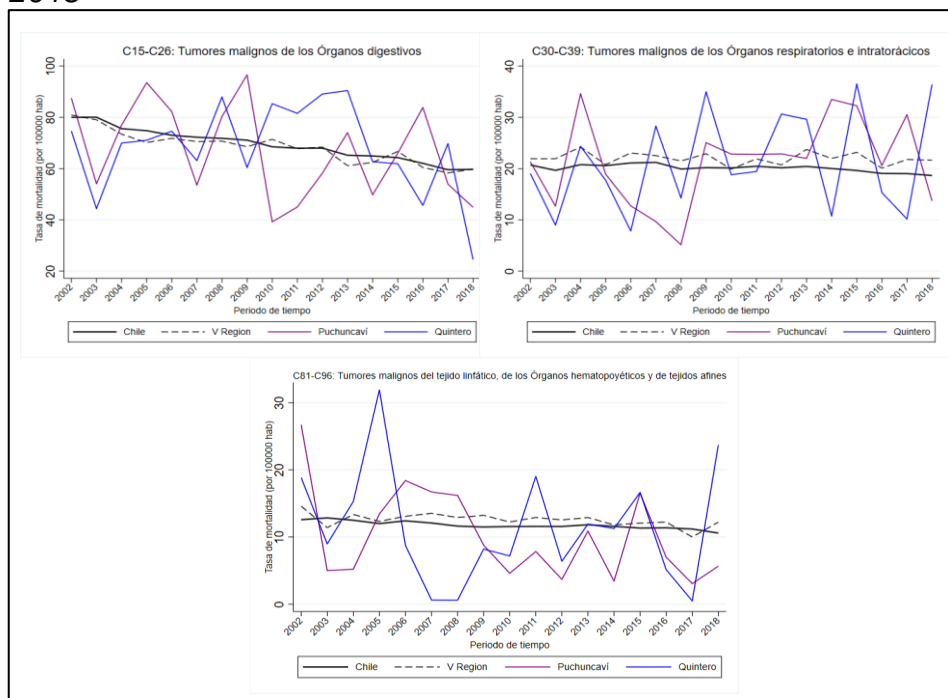 2018
C15-C26: Tumores malignos de los Órganos digestivos
Tasa de mortalidad (por 100000 hab)
100
80
60
40
20
2002 2003 2004 2005 2006 2007 2008 2009 2010 2011 2012 2013 2014 2015 2016 2017 2018
Periodo de tiempo
Chile V Region Puchuncaví Quintero
C30-C39: Tumores malignos de los Órganos respiratorios e intratorácicos
Tasa de mortalidad (por 100000 hab)
40
30
20
10
0
2002 2003 2004 2005 2006 2007 2008 2009 2010 2011 2012 2013 2014 2015 2016 2017 2018
Periodo de tiempo
Chile V Region Puchuncaví Quintero
C81-C96: Tumores malignos del tejido linfático, de los Órganos hematopoyéticos y de tejidos afines
Tasa de mortalidad (por 100000 hab)
30
20
10
0
2002 2003 2004 2005 2006 2007 2008 2009 2010 2011 2012 2013 2014 2015 2016 2017 2018
Periodo de tiempo
Chile V Region Puchuncaví Quintero